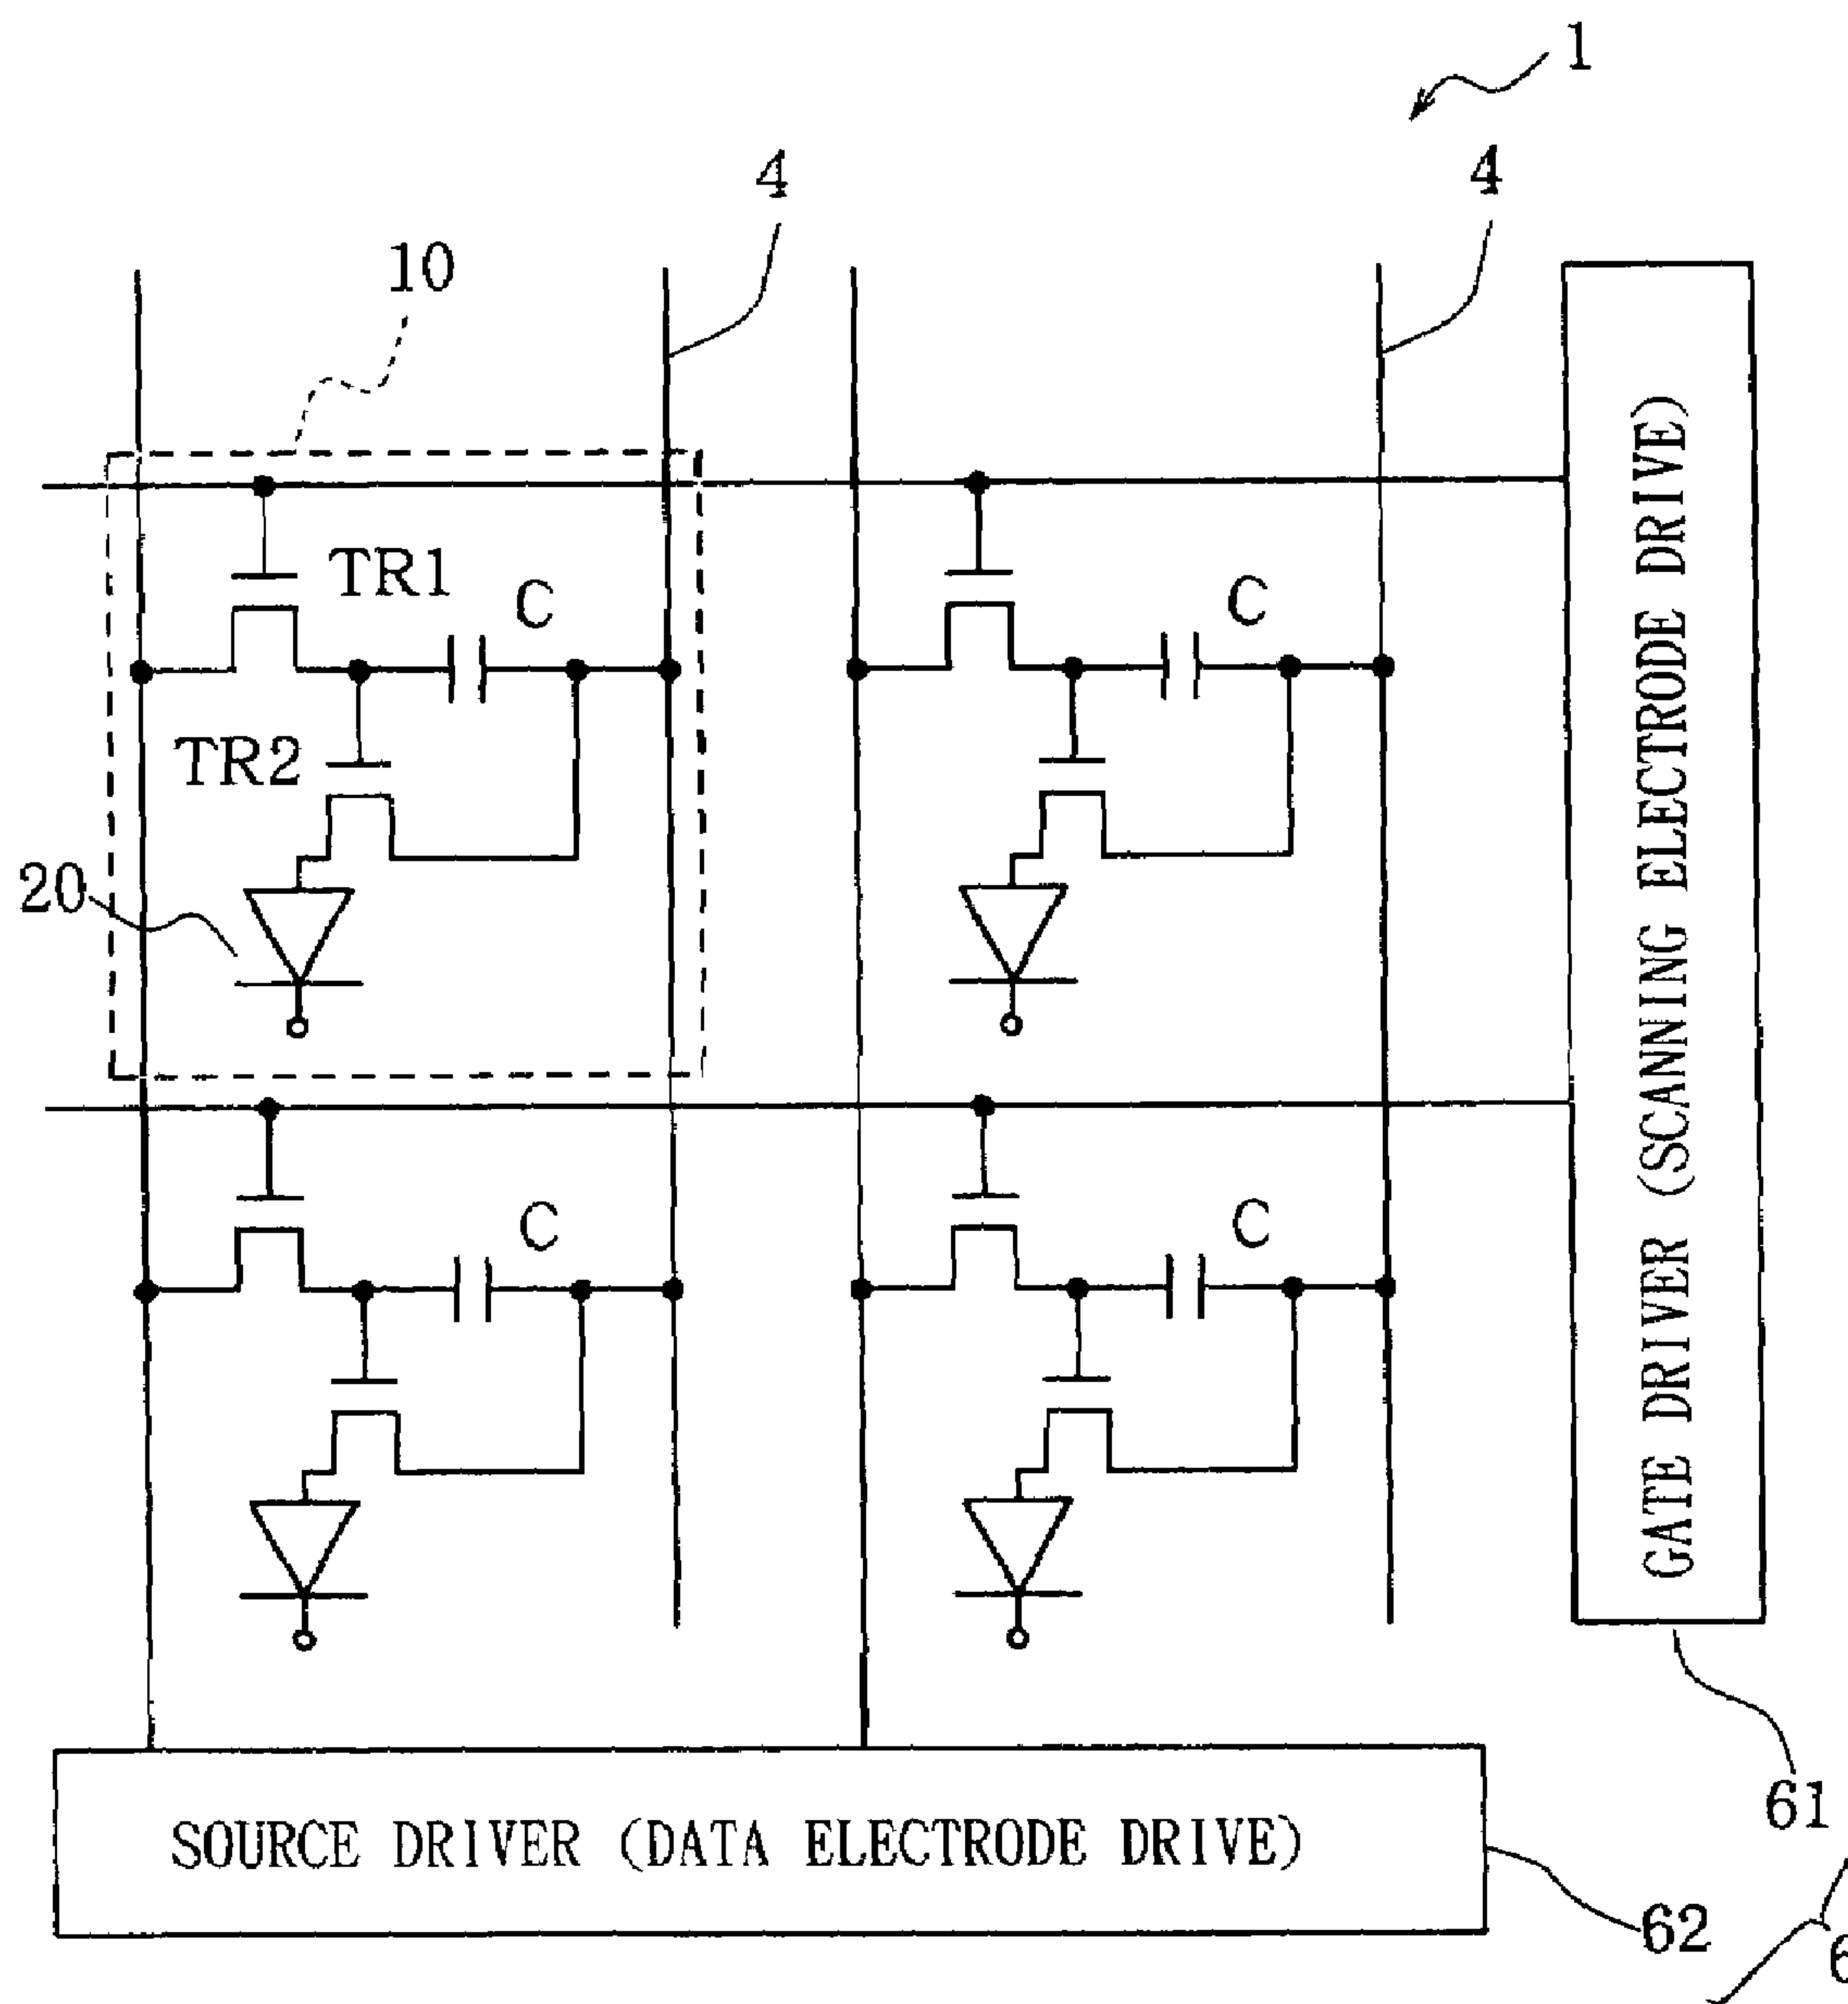 1
4
4
10
TR1
C
C
TR2
20
C
C
GATE DRIVER (SCANNING ELECTRODE DRIVE)
61
SOURCE DRIVER (DATA ELECTRODE DRIVE)
62
6